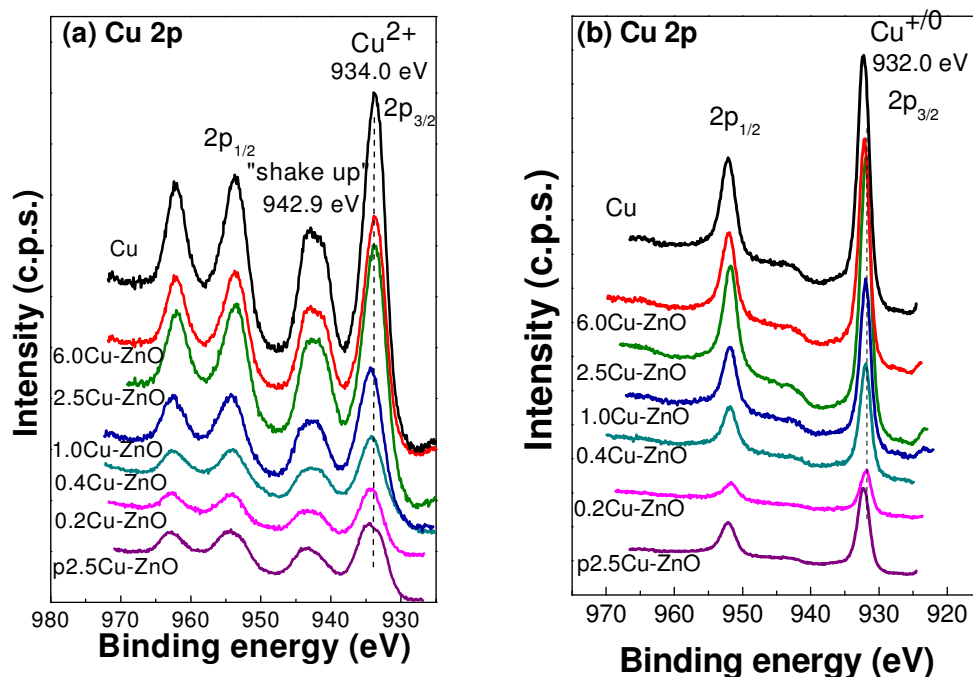 (a) Cu 2p
Cu2+
934.0 eV
2p3/2
2p1/2
"shake up"
942.9 eV
Cu
6.0Cu-ZnO
2.5Cu-ZnO
1.0Cu-ZnO
0.4Cu-ZnO
0.2Cu-ZnO
p2.5Cu-ZnO
Intensity (c.p.s.)
980 970 960 950 940 930
Binding energy (eV)
(b) Cu 2p
Cu+/0
932.0 eV
2p3/2
2p1/2
Cu
6.0Cu-ZnO
2.5Cu-ZnO
1.0Cu-ZnO
0.4Cu-ZnO
0.2Cu-ZnO
p2.5Cu-ZnO
Intensity (c.p.s.)
970 960 950 940 930 920
Binding energy (eV)